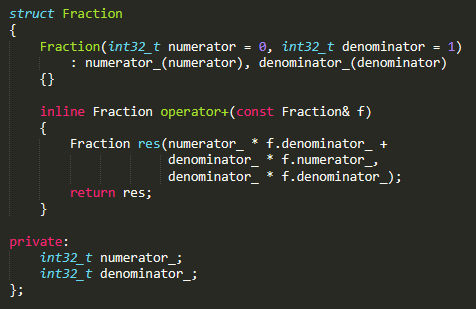 struct Fraction
{
    Fraction(int32_t numerator = 0, int32_t denominator = 1)
        : numerator_(numerator), denominator_(denominator)
    {}

    inline Fraction operator+(const Fraction& f)
    {
        Fraction res(numerator_ * f.denominator_ +
                     denominator_ * f.numerator_,
                     denominator_ * f.denominator_);
        return res;
    }

private:
    int32_t numerator_;
    int32_t denominator_;
};